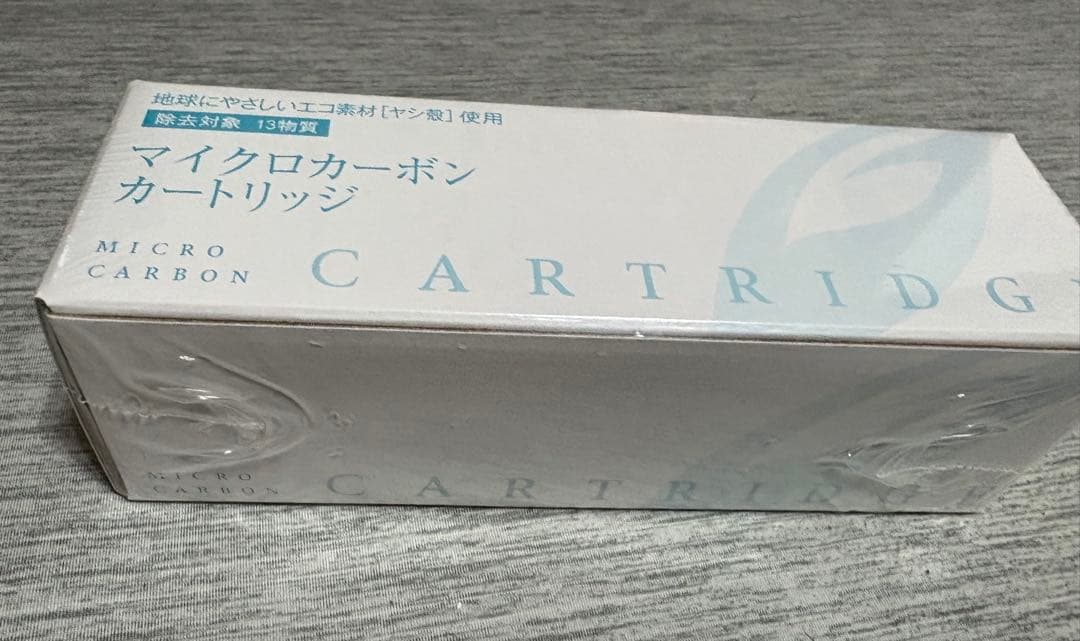 地球にやさしいエコ素材[ヤシ殻]使用
除去対象 13物質
マイクロカーボン
カートリッジ
MICRO
CARBON
CARTRIDG
MICRO
CARBON
CARTRIDGE